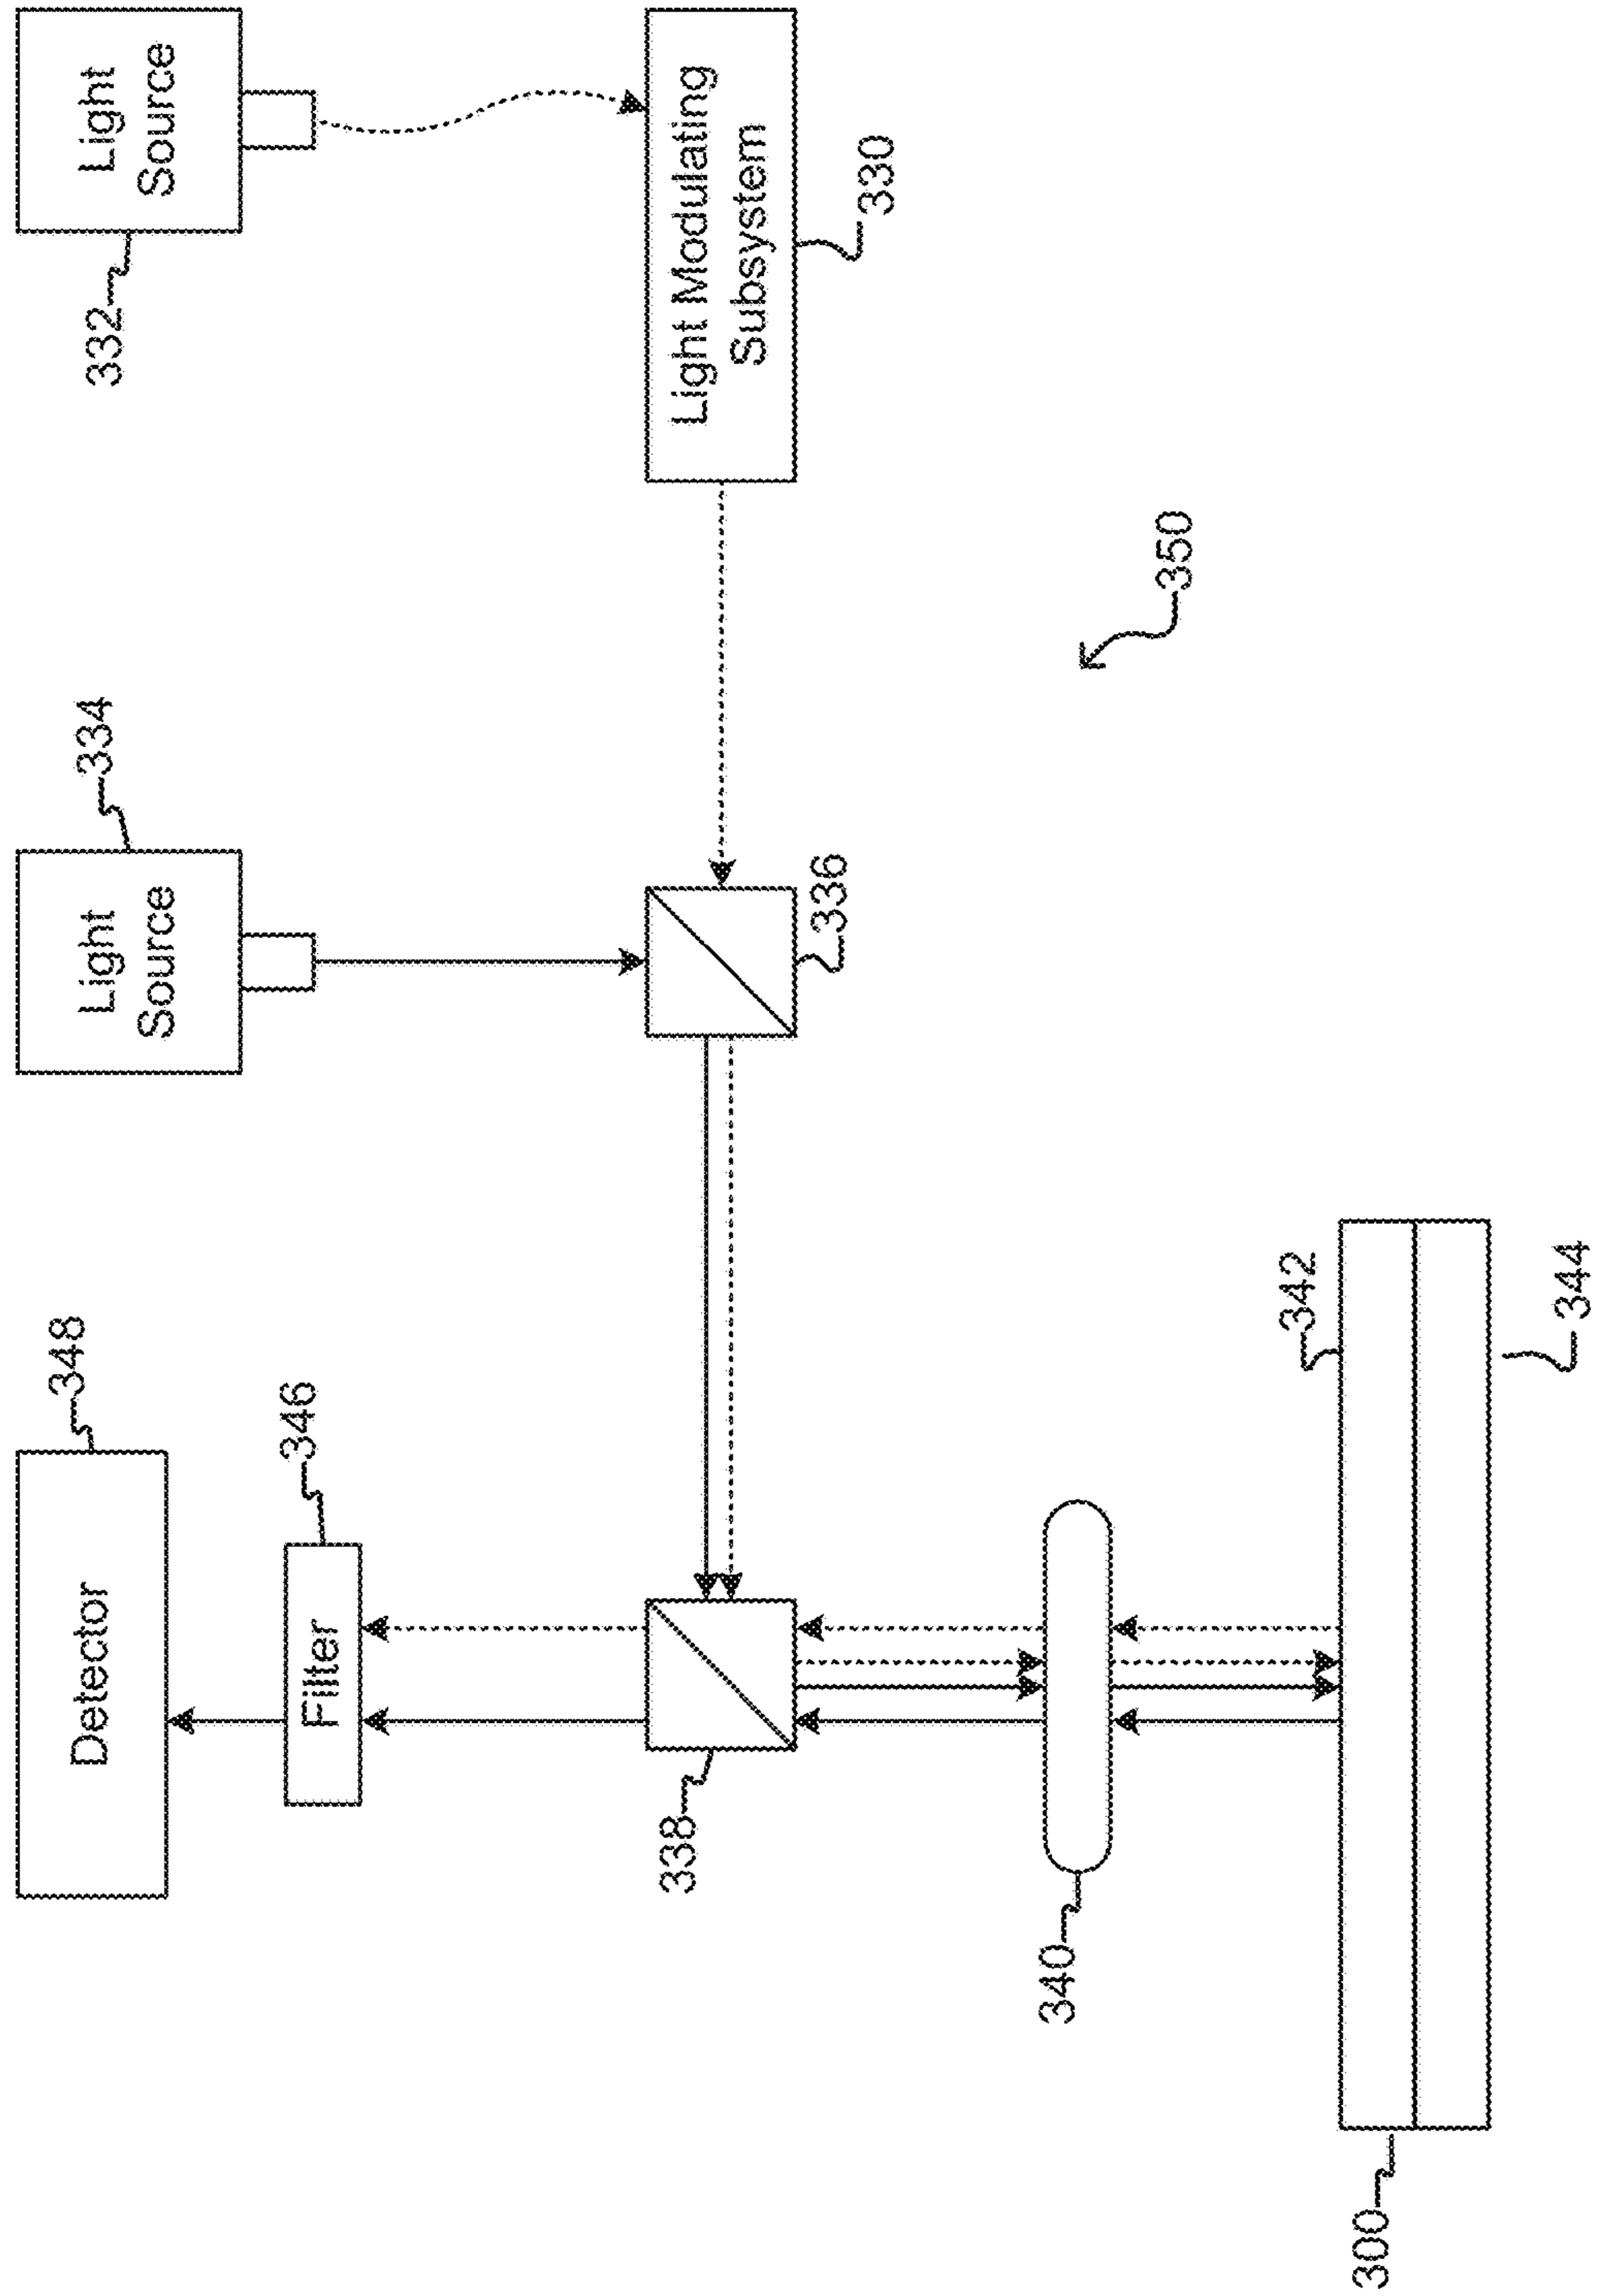 Detector
348
Filter
346
338
340
300
342
344
Light
Source
334
336
350
Light
Source
332
Light Modulating
Subsystem
330